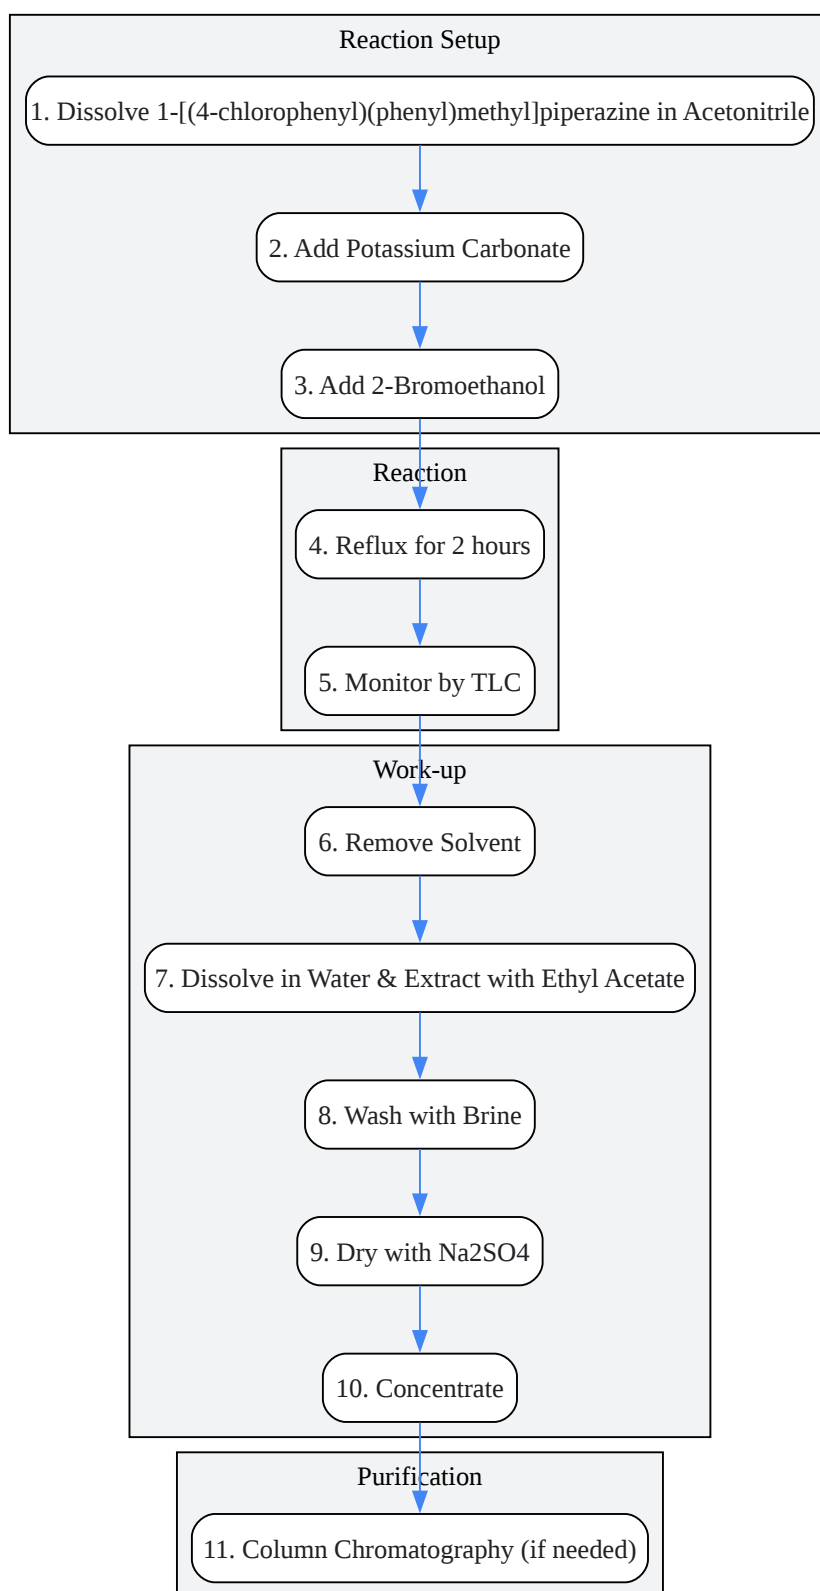 Reaction Setup
1. Dissolve 1-[(4-chlorophenyl)(phenyl)methyl]piperazine in Acetonitrile
2. Add Potassium Carbonate
3. Add 2-Bromoethanol
Reaction
4. Reflux for 2 hours
5. Monitor by TLC
Work-up
6. Remove Solvent
7. Dissolve in Water & Extract with Ethyl Acetate
8. Wash with Brine
9. Dry with Na2SO4
10. Concentrate
Purification
11. Column Chromatography (if needed)